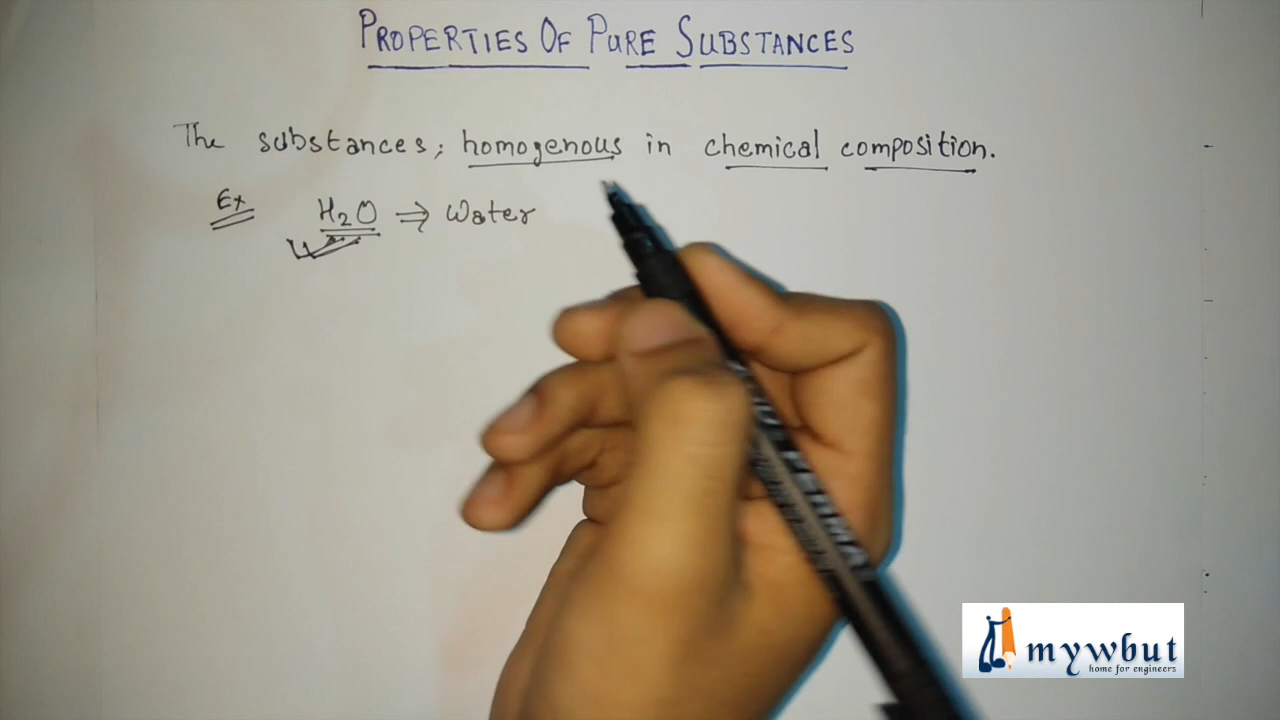 PROPERTIES OF PURE SUBSTANCES
The substances; homogenous in chemical composition.
Ex H₂O ⇒ Water
mywbut
home for engineers